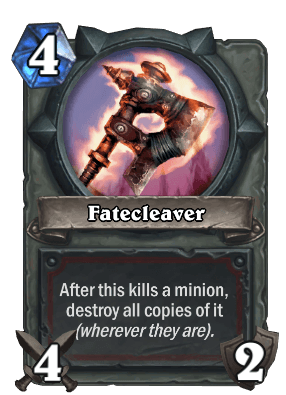 4
Fatecleaver
After this kills a minion,
destroy all copies of it
(wherever they are).
4
2